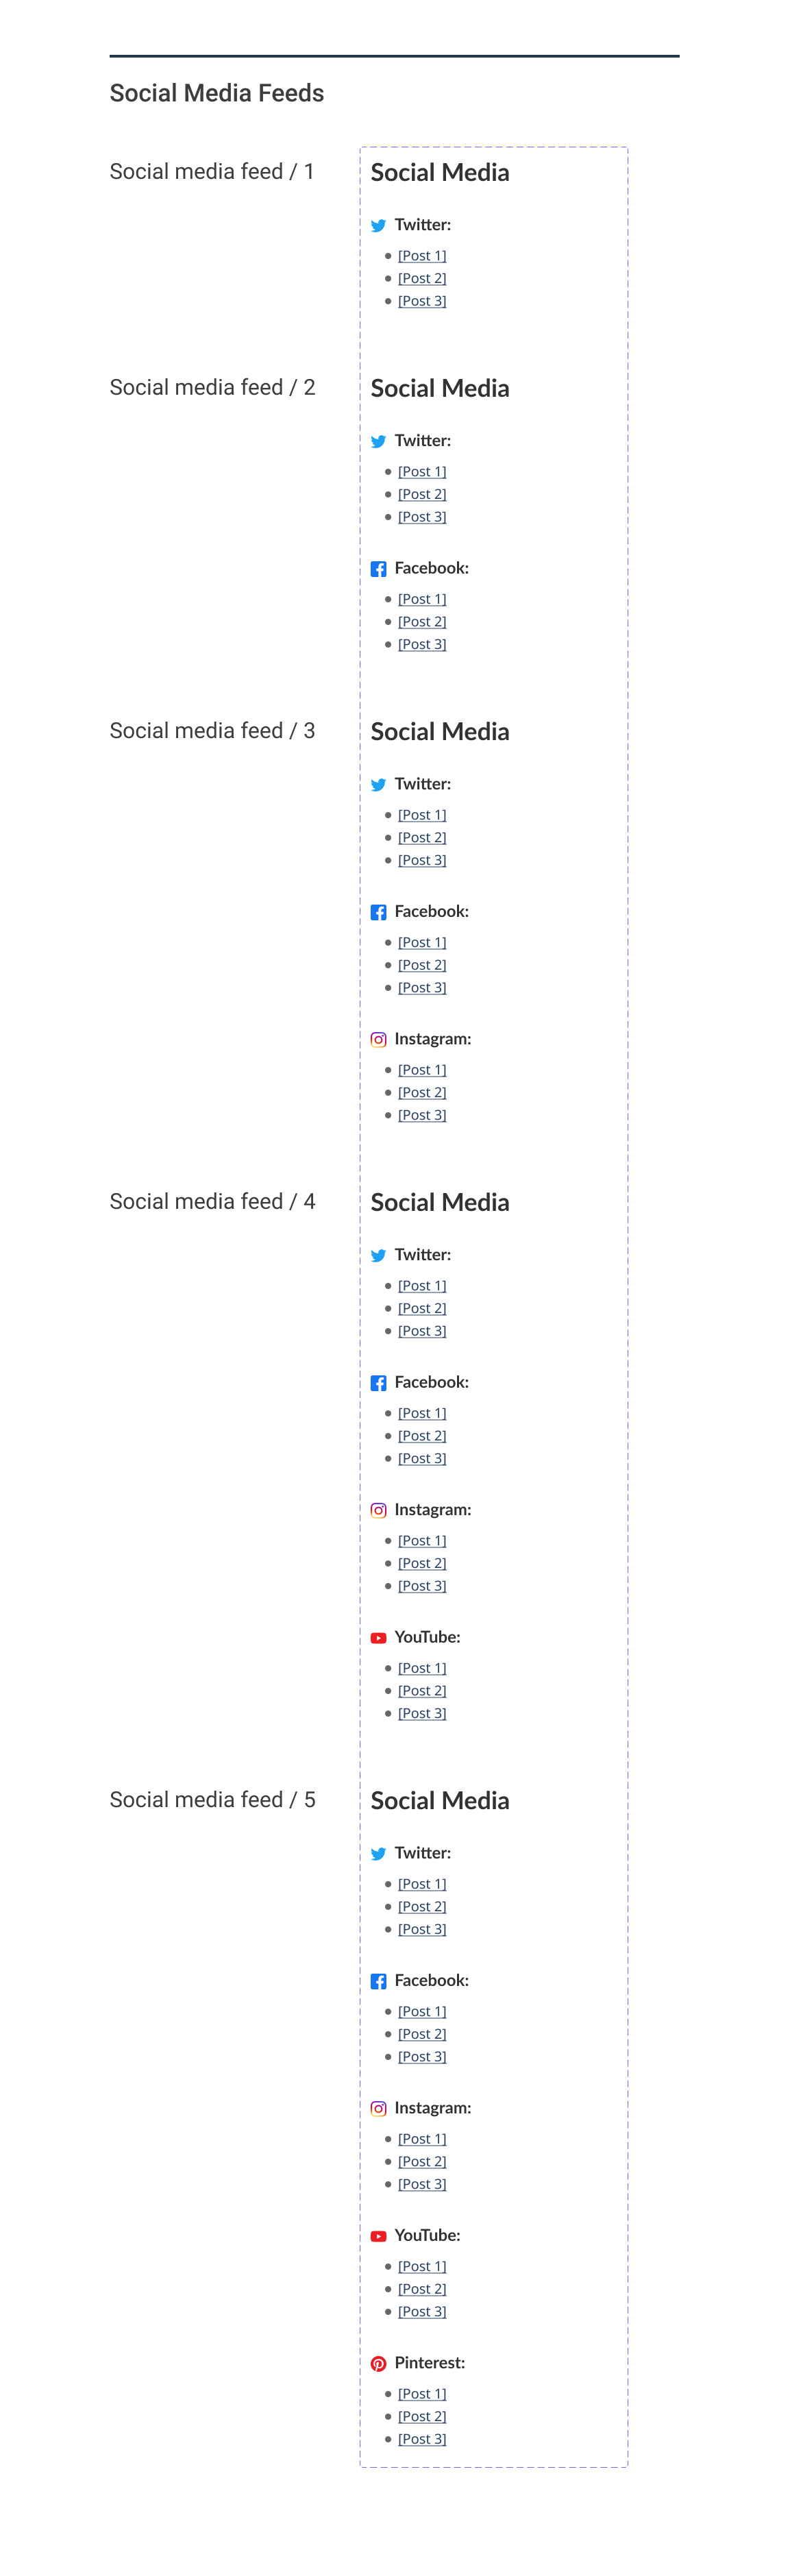 Social Media Feeds
Social media feed / 1
Social Media
Twitter:
[Post 1]
[Post 2]
[Post 3]
Social media feed / 2
Social Media
Twitter:
[Post 1]
[Post 2]
[Post 3]
Facebook:
[Post 1]
[Post 2]
[Post 3]
Social media feed / 3
Social Media
Twitter:
[Post 1]
[Post 2]
[Post 3]
Facebook:
[Post 1]
[Post 2]
[Post 3]
Instagram:
[Post 1]
[Post 2]
[Post 3]
Social media feed / 4
Social Media
Twitter:
[Post 1]
[Post 2]
[Post 3]
Facebook:
[Post 1]
[Post 2]
[Post 3]
Instagram:
[Post 1]
[Post 2]
[Post 3]
YouTube:
[Post 1]
[Post 2]
[Post 3]
Social media feed / 5
Social Media
Twitter:
[Post 1]
[Post 2]
[Post 3]
Facebook:
[Post 1]
[Post 2]
[Post 3]
Instagram:
[Post 1]
[Post 2]
[Post 3]
YouTube:
[Post 1]
[Post 2]
[Post 3]
Pinterest:
[Post 1]
[Post 2]
[Post 3]